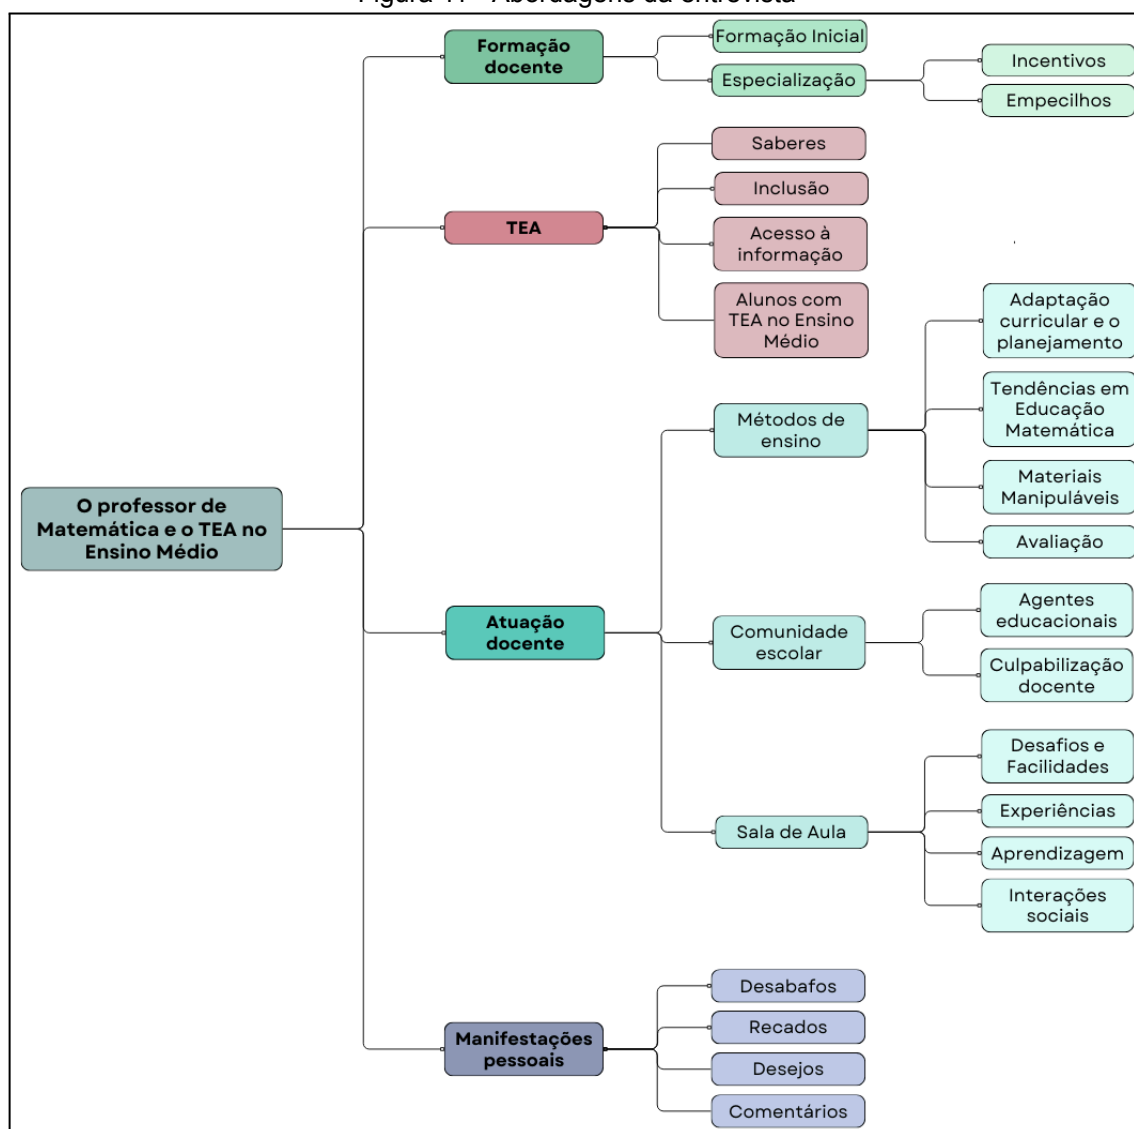 Formação
docente
Formação Inicial
Especialização
Incentivos
Empecilhos
TEA
Saberes
Inclusão
Acesso à
informação
Alunos com
TEA no Ensino
Médio
O professor de
Matemática e o TEA no
Ensino Médio
Atuação
docente
Métodos de
ensino
Adaptação
curricular e o
planejamento
Tendências em
Educação
Matemática
Materiais
Manipuláveis
Avaliação
Comunidade
escolar
Agentes
educacionais
Culpabilização
docente
Sala de Aula
Desafios e
Facilidades
Experiências
Aprendizagem
Interações
sociais
Manifestações
pessoais
Desabafos
Recados
Desejos
Comentários